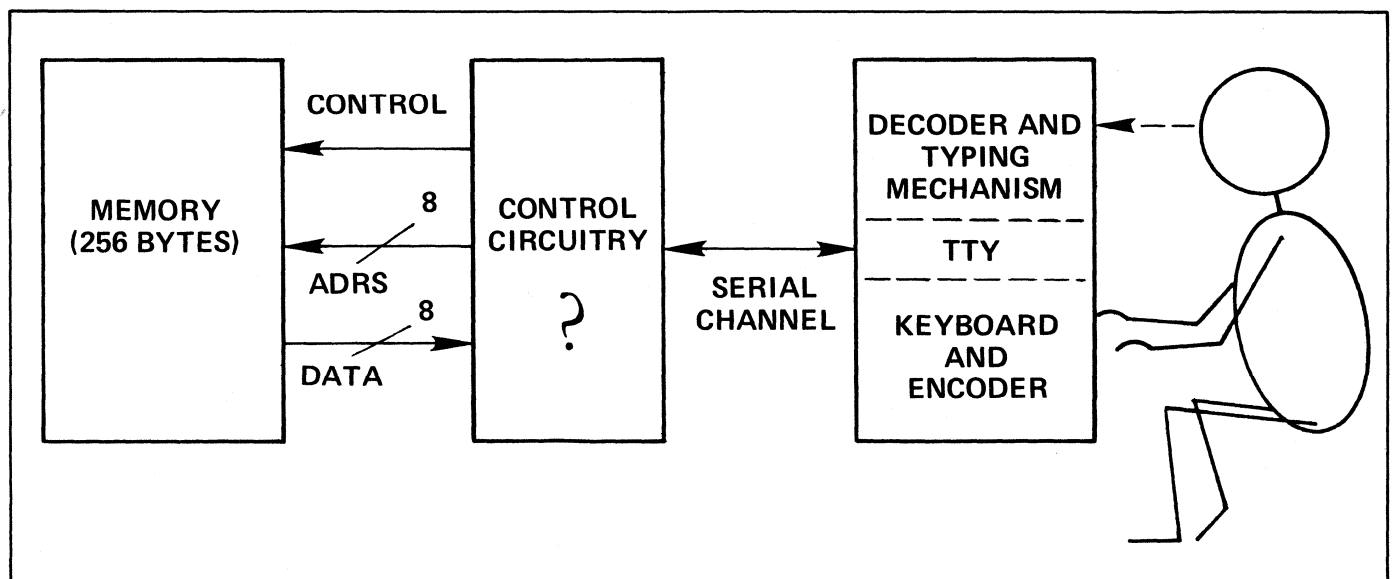 MEMORY
(256 BYTES)
CONTROL
8
ADRS
8
DATA
CONTROL
CIRCUITRY
?
SERIAL
CHANNEL
DECODER AND
TYPING
MECHANISM
TTY
KEYBOARD
AND
ENCODER